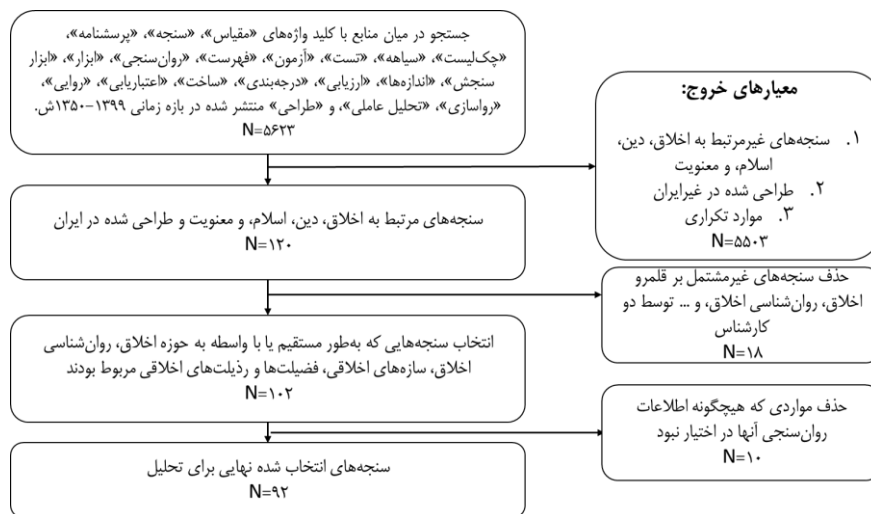 جستجو در میان منابع با کلید واژه‌های «مقیاس»، «سنجه»، «پرسشنامه»،
«چک‌لیست»، «سیاهه»، «تست»، «آزمون»، «فهرست»، «روان‌سنجی»، «ابزار»، «ابزار
سنجش»، «اندازه‌ها»، «ارزیابی»، «درجه‌بندی»، «ساخت»، «اعتباریابی»، «روایی»،
«رواسازی»، «تحلیل عاملی»، و «طراحی» منتشر شده در بازه زمانی ۱۳۹۹-۱۳۵۰ش.
N=۵۶۲۳
معیارهای خروج:
۱. سنجه‌های غیرمرتبط به اخلاق، دین،
اسلام، و معنویت
۲. طراحی شده در غیرایران
۳. موارد تکراری
N=۵۵۰۳
سنجه‌های مرتبط به اخلاق، دین، اسلام، و معنویت و طراحی شده در ایران
N=۱۲۰
حذف سنجه‌های غیرمشتمل بر قلمرو
اخلاق، روان‌شناسی اخلاق، و ... توسط دو
کارشناس
N=۱۸
انتخاب سنجه‌هایی که به‌طور مستقیم یا با واسطه به حوزه اخلاق، روان‌شناسی
اخلاق، سازه‌های اخلاقی، فضیلت‌ها و رذیلت‌های اخلاقی مربوط بودند
N=۱۰۲
حذف مواردی که هیچگونه اطلاعات
روان‌سنجی آنها در اختیار نبود
N=۱۰
سنجه‌های انتخاب شده نهایی برای تحلیل
N=۹۲